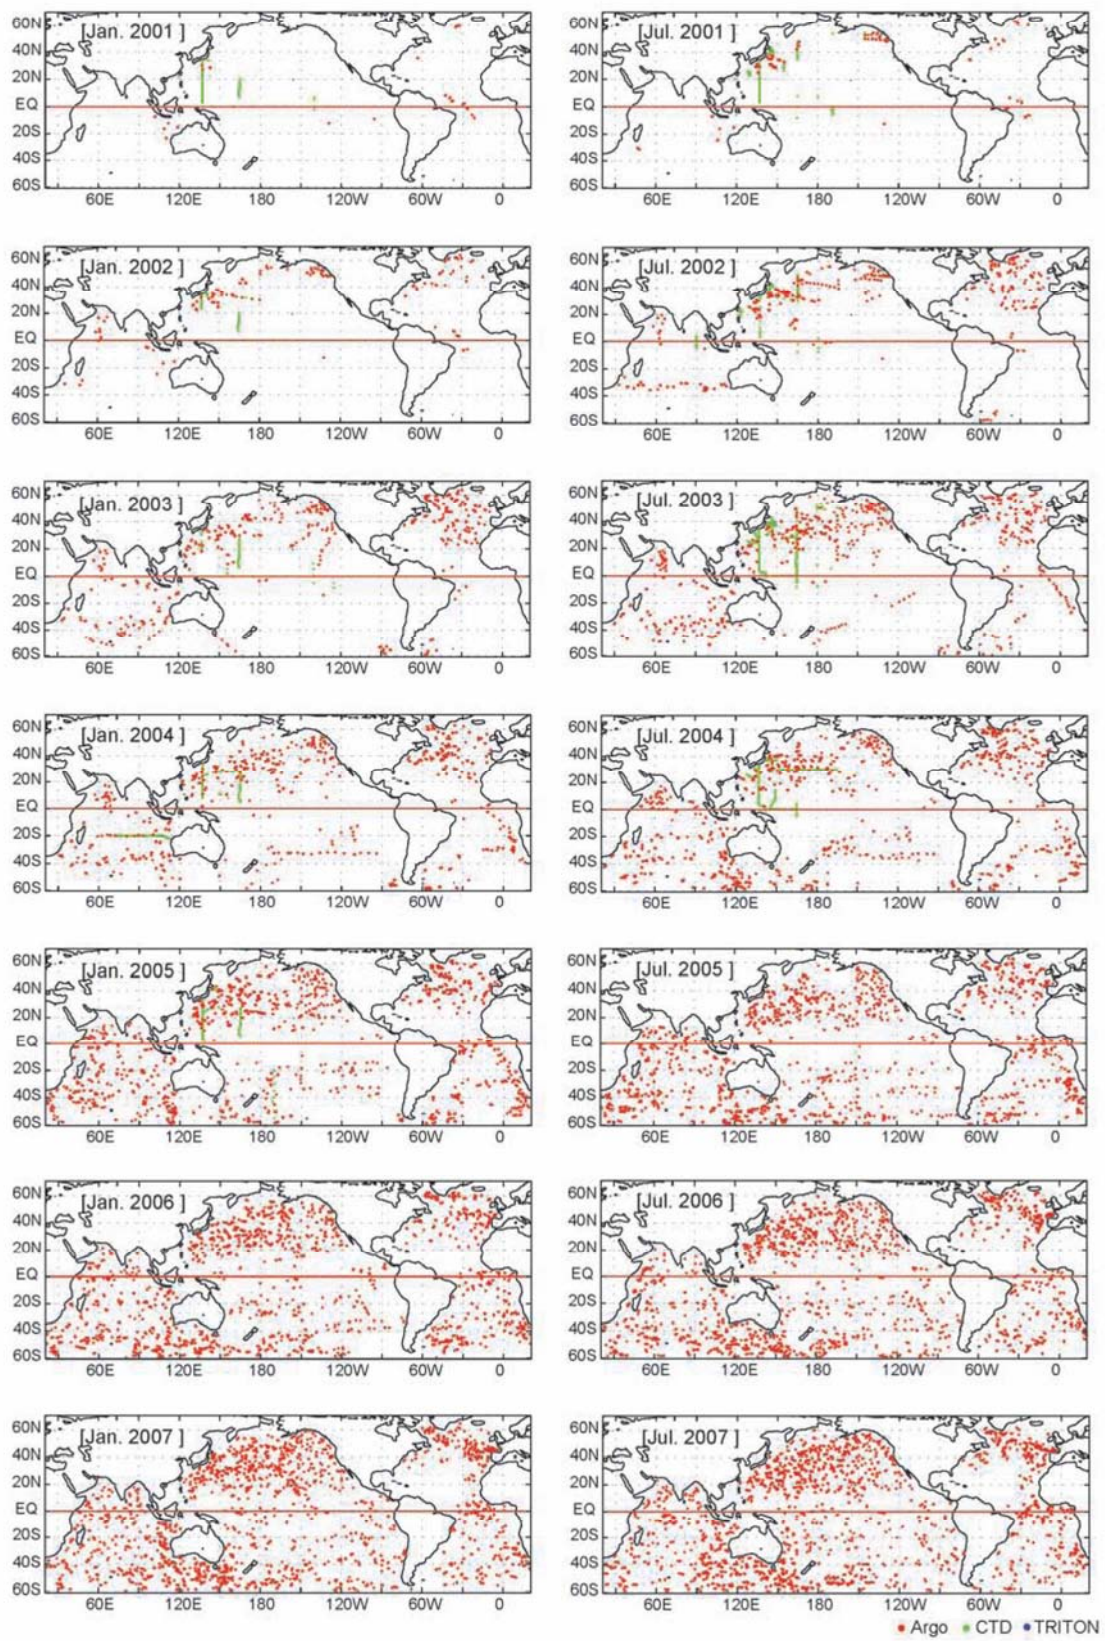 [Jan. 2001 ] [Jul. 2001 ]
60N 60N
40N 40N
20N 20N
EQ EQ
20S 20S
40S 40S
60S 60S
60E 120E 180 120W 60W 0 60E 120E 180 120W 60W 0
[Jan. 2002 ] [Jul. 2002 ]
60N 60N
40N 40N
20N 20N
EQ EQ
20S 20S
40S 40S
60S 60S
60E 120E 180 120W 60W 0 60E 120E 180 120W 60W 0
[Jan. 2003 ] [Jul. 2003 ]
60N 60N
40N 40N
20N 20N
EQ EQ
20S 20S
40S 40S
60S 60S
60E 120E 180 120W 60W 0 60E 120E 180 120W 60W 0
[Jan. 2004 ] [Jul. 2004 ]
60N 60N
40N 40N
20N 20N
EQ EQ
20S 20S
40S 40S
60S 60S
60E 120E 180 120W 60W 0 60E 120E 180 120W 60W 0
[Jan. 2005 ] [Jul. 2005 ]
60N 60N
40N 40N
20N 20N
EQ EQ
20S 20S
40S 40S
60S 60S
60E 120E 180 120W 60W 0 60E 120E 180 120W 60W 0
[Jan. 2006 ] [Jul. 2006 ]
60N 60N
40N 40N
20N 20N
EQ EQ
20S 20S
40S 40S
60S 60S
60E 120E 180 120W 60W 0 60E 120E 180 120W 60W 0
[Jan. 2007 ] [Jul. 2007 ]
60N 60N
40N 40N
20N 20N
EQ EQ
20S 20S
40S 40S
60S 60S
60E 120E 180 120W 60W 0 60E 120E 180 120W 60W 0
Argo CTD TRITON